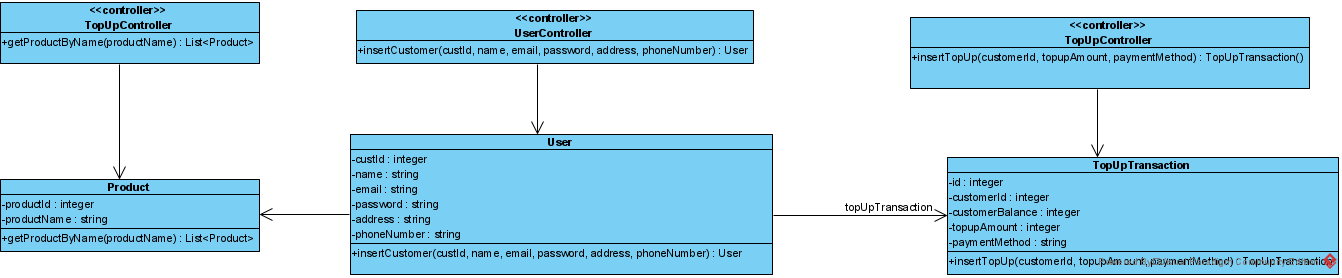 <<controller>>
TopUpController
+getProductByName(productName) : List<Product>
<<controller>>
UserController
+insertCustomer(custId, name, email, password, address, phoneNumber) : User
<<controller>>
TopUpController
+insertTopUp(customerId, topupAmount, paymentMethod) : TopUpTransaction()
Product
-productId : integer
-productName : string
+getProductByName(productName) : List<Product>
User
-custId : integer
-name : string
-email : string
-password : string
-address : string
-phoneNumber : string
+insertCustomer(custId, name, email, password, address, phoneNumber) : User
topUpTransaction
TopUpTransaction
-id : integer
-customerId : integer
-customerBalance : integer
-topupAmount : integer
-paymentMethod : string
+insertTopUp(customerId, topupAmount, paymentMethod) : TopUpTransaction